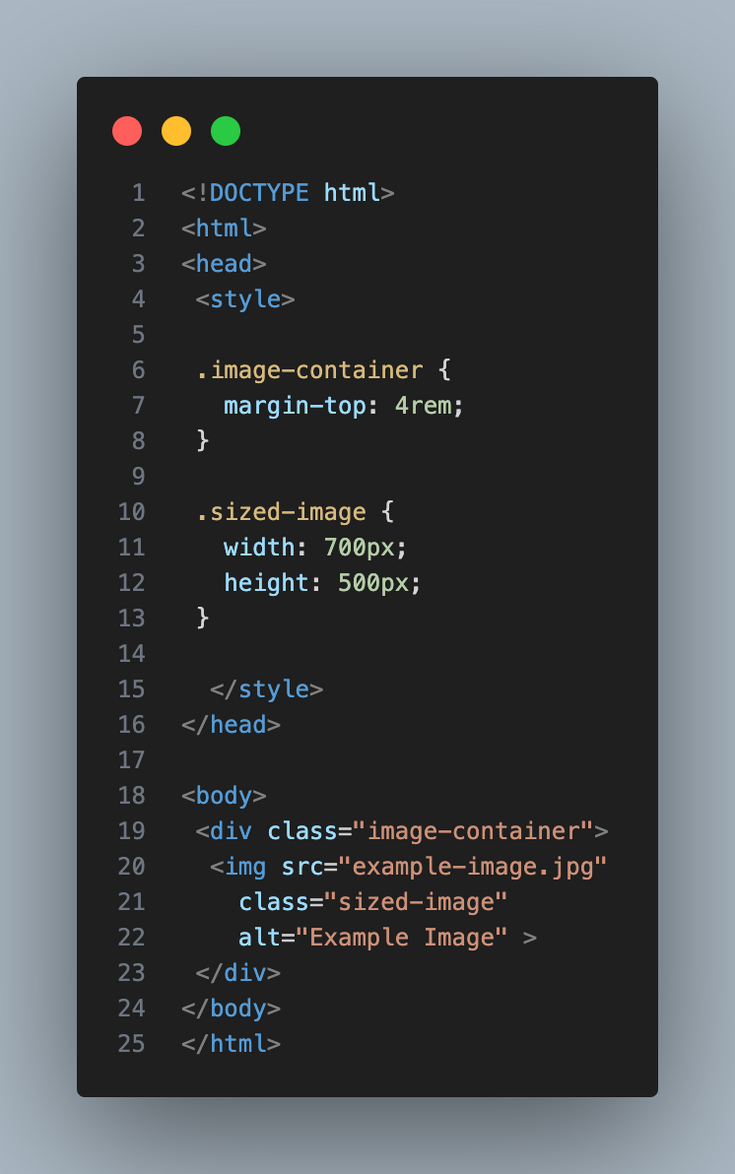 1 <!DOCTYPE html>
2 <html>
3 <head>
4  <style>
5
6  .image-container {
7    margin-top: 4rem;
8  }
9
10  .sized-image {
11    width: 700px;
12    height: 500px;
13  }
14
15   </style>
16 </head>
17
18 <body>
19  <div class="image-container">
20   <img src="example-image.jpg"
21     class="sized-image"
22     alt="Example Image" >
23  </div>
24 </body>
25 </html>